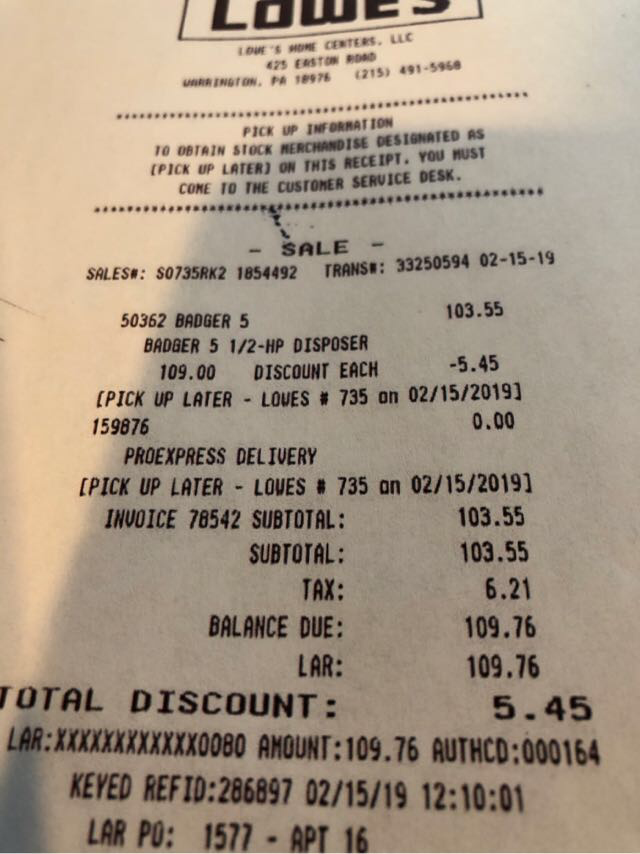 LOWE'S
LOWE'S HOME CENTERS, LLC
425 EASTON ROAD
WARRINGTON, PA 18976 (215) 491-5968
****************************************************
PICK UP INFORMATION
TO OBTAIN STOCK MERCHANDISE DESIGNATED AS
[PICK UP LATER] ON THIS RECEIPT, YOU MUST
COME TO THE CUSTOMER SERVICE DESK.
****************************************************
- SALE -
SALES#: S0735RK2 1854492 TRANS#: 33250594 02-15-19
50362 BADGER 5 103.55
BADGER 5 1/2-HP DISPOSER
109.00 DISCOUNT EACH -5.45
[PICK UP LATER - LOWES # 735 on 02/15/2019]
159876 0.00
PROEXPRESS DELIVERY
[PICK UP LATER - LOWES # 735 on 02/15/2019]
INVOICE 78542 SUBTOTAL: 103.55
SUBTOTAL: 103.55
TAX: 6.21
BALANCE DUE: 109.76
LAR: 109.76
TOTAL DISCOUNT: 5.45
LAR:XXXXXXXXXXXX0080 AMOUNT:109.76 AUTHCD:000164
KEYED REFID:286897 02/15/19 12:10:01
LAR PO: 1577 - APT 16